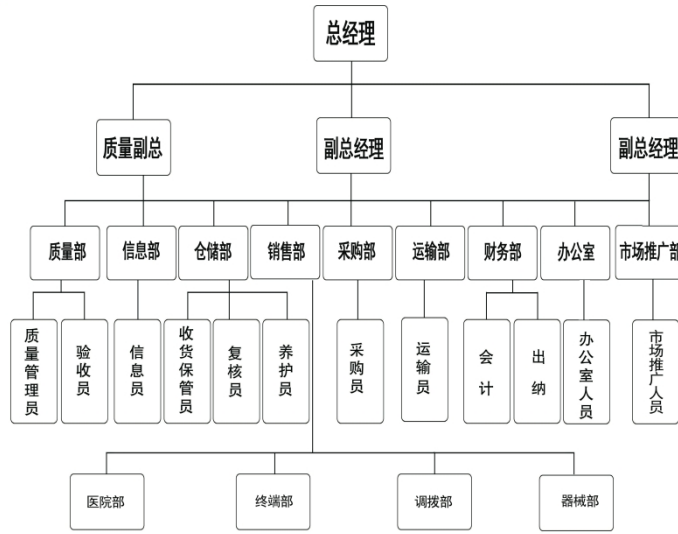 总经理
质量副总
副总经理
副总经理
质量部
信息部
仓储部
销售部
采购部
运输部
财务部
办公室
市场推广部
质量管理员
验收员
信息员
收货保管员
复核员
养护员
采购员
运输员
会计
出纳
办公室人员
市场推广人员
医院部
终端部
调拨部
器械部